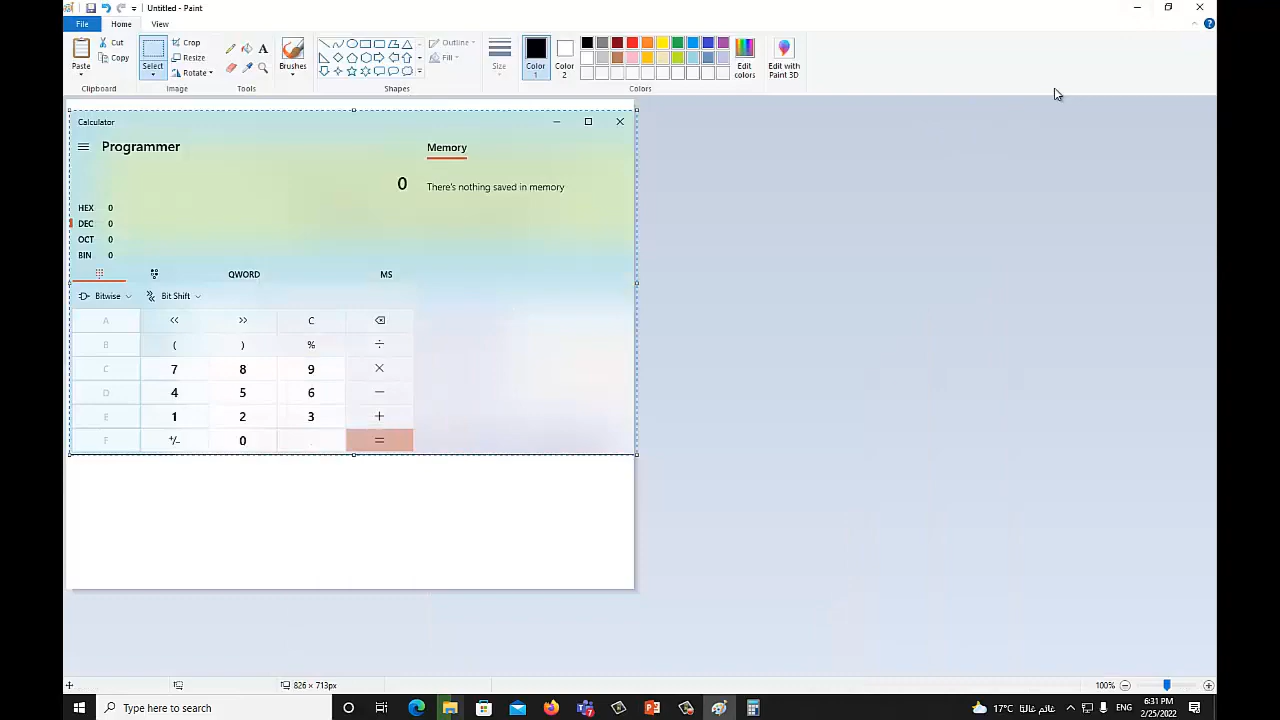 Untitled - Paint
File Home View
Paste
Cut
Copy
Clipboard
Select
Crop
Resize
Rotate
Image
A
Tools
Brushes
Shapes
Outline
Fill
Size
Color 1
Color 2
Edit colors
Edit with Paint 3D
Colors
Calculator
Programmer
Memory
0
There's nothing saved in memory
HEX 0
DEC 0
OCT 0
BIN 0
QWORD MS
Bitwise Bit Shift
A << >> C
B ( ) % ÷
C 7 8 9 ×
D 4 5 6 −
E 1 2 3 +
F +/− 0 . =
826 × 713px
100%
Type here to search
17°C غائم غالبًا
ENG
6:31 PM
2/25/2022